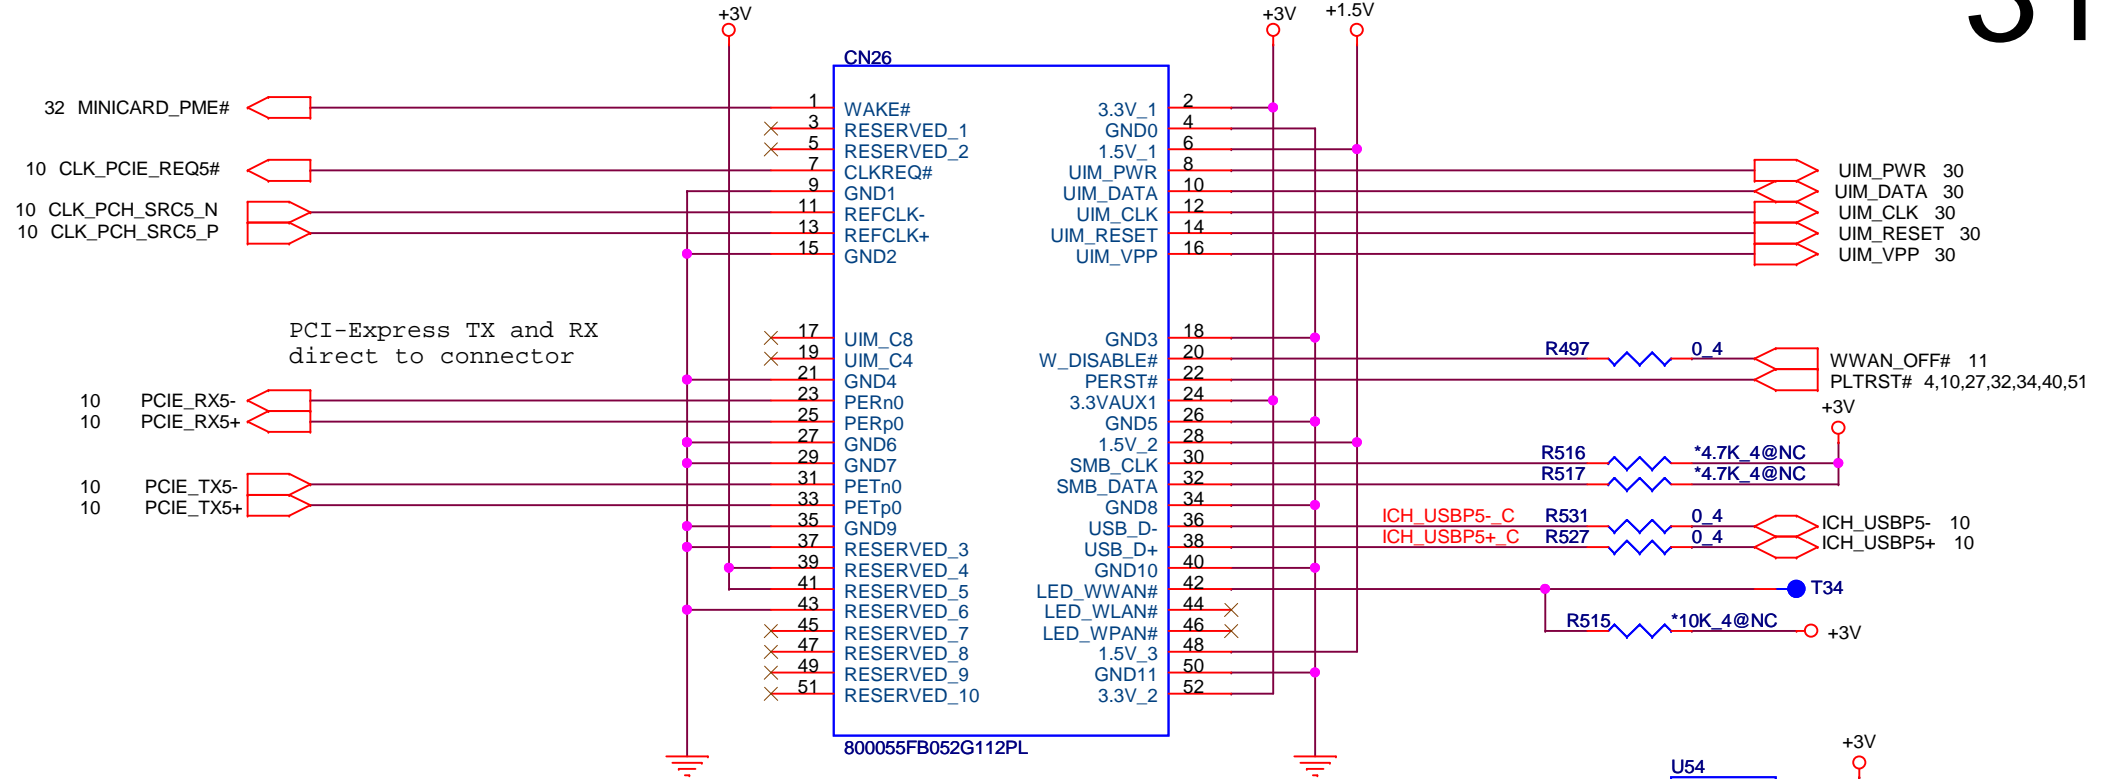 +3V +3V +1.5V 31
CN26
32 MINICARD_PME# 1 WAKE# 3.3V_1 2
3 RESERVED_1 GND0 4
5 RESERVED_2 1.5V_1 6
10 CLK_PCIE_REQ5# 7 CLKREQ# UIM_PWR 8 UIM_PWR 30
9 GND1 UIM_DATA 10 UIM_DATA 30
10 CLK_PCH_SRC5_N 11 REFCLK- UIM_CLK 12 UIM_CLK 30
10 CLK_PCH_SRC5_P 13 REFCLK+ UIM_RESET 14 UIM_RESET 30
15 GND2 UIM_VPP 16 UIM_VPP 30
PCI-Express TX and RX
direct to connector
17 UIM_C8 GND3 18
19 UIM_C4 W_DISABLE# 20 R497 0_4 WWAN_OFF# 11
21 GND4 PERST# 22 PLTRST# 4,10,27,32,34,40,51
10 PCIE_RX5- 23 PERn0 3.3VAUX1 24 +3V
10 PCIE_RX5+ 25 PERp0 GND5 26
27 GND6 1.5V_2 28
29 GND7 SMB_CLK 30 R516 *4.7K_4@NC
10 PCIE_TX5- 31 PETn0 SMB_DATA 32 R517 *4.7K_4@NC
10 PCIE_TX5+ 33 PETp0 GND8 34
35 GND9 USB_D- 36 ICH_USBP5-_C R531 0_4 ICH_USBP5- 10
37 RESERVED_3 USB_D+ 38 ICH_USBP5+_C R527 0_4 ICH_USBP5+ 10
39 RESERVED_4 GND10 40
41 RESERVED_5 LED_WWAN# 42 T34
43 RESERVED_6 LED_WLAN# 44
45 RESERVED_7 LED_WPAN# 46 R515 *10K_4@NC +3V
47 RESERVED_8 1.5V_3 48
49 RESERVED_9 GND11 50
51 RESERVED_10 3.3V_2 52
800055FB052G112PL
+3V
U54